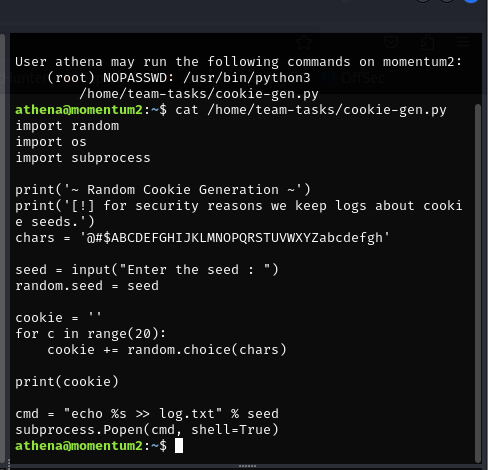 User athena may run the following commands on momentum2:
    (root) NOPASSWD: /usr/bin/python3
        /home/team-tasks/cookie-gen.py
athena@momentum2:~$ cat /home/team-tasks/cookie-gen.py
import random
import os
import subprocess

print('~ Random Cookie Generation ~')
print('[!] for security reasons we keep logs about cooki
e seeds.')
chars = '@#$ABCDEFGHIJKLMNOPQRSTUVWXYZabcdefgh'

seed = input("Enter the seed : ")
random.seed = seed

cookie = ''
for c in range(20):
    cookie += random.choice(chars)

print(cookie)

cmd = "echo %s >> log.txt" % seed
subprocess.Popen(cmd, shell=True)
athena@momentum2:~$